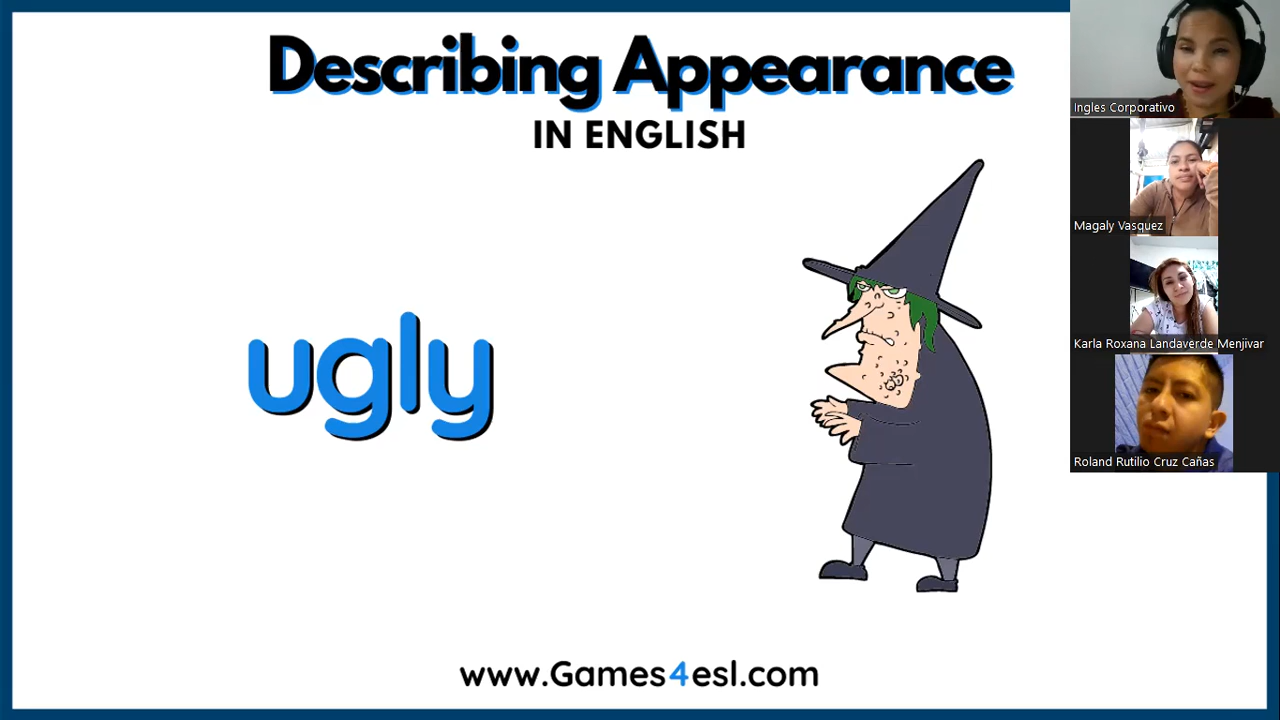 Describing Appearance
IN ENGLISH
ugly
www.Games4esl.com
Ingles Corporativo
Magaly Vasquez
Karla Roxana Landaverde Menjivar
Roland Rutilio Cruz Cañas